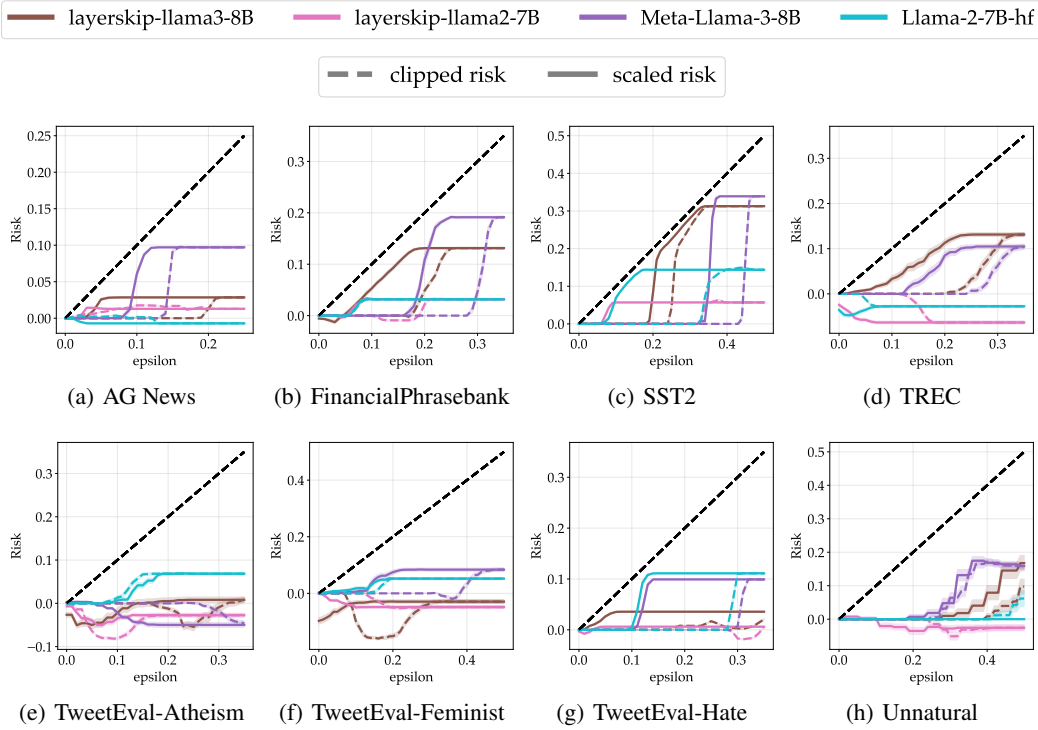 layerskip-llama3-8B layerskip-llama2-7B Meta-Llama-3-8B Llama-2-7B-hf
clipped risk scaled risk
0.25
0.20
0.15
0.10
0.05
0.00
Risk
0.0 0.1 0.2
epsilon
(a) AG News
0.3
0.2
0.1
0.0
Risk
0.0 0.1 0.2 0.3
epsilon
(b) FinancialPhrasebank
0.5
0.4
0.3
0.2
0.1
0.0
Risk
0.0 0.2 0.4
epsilon
(c) SST2
0.3
0.2
0.1
0.0
Risk
0.0 0.1 0.2 0.3
epsilon
(d) TREC
0.3
0.2
0.1
0.0
−0.1
Risk
0.0 0.1 0.2 0.3
epsilon
(e) TweetEval-Atheism
0.4
0.2
0.0
Risk
0.0 0.2 0.4
epsilon
(f) TweetEval-Feminist
0.3
0.2
0.1
0.0
Risk
0.0 0.1 0.2 0.3
epsilon
(g) TweetEval-Hate
0.5
0.4
0.3
0.2
0.1
0.0
Risk
0.0 0.2 0.4
epsilon
(h) Unnatural